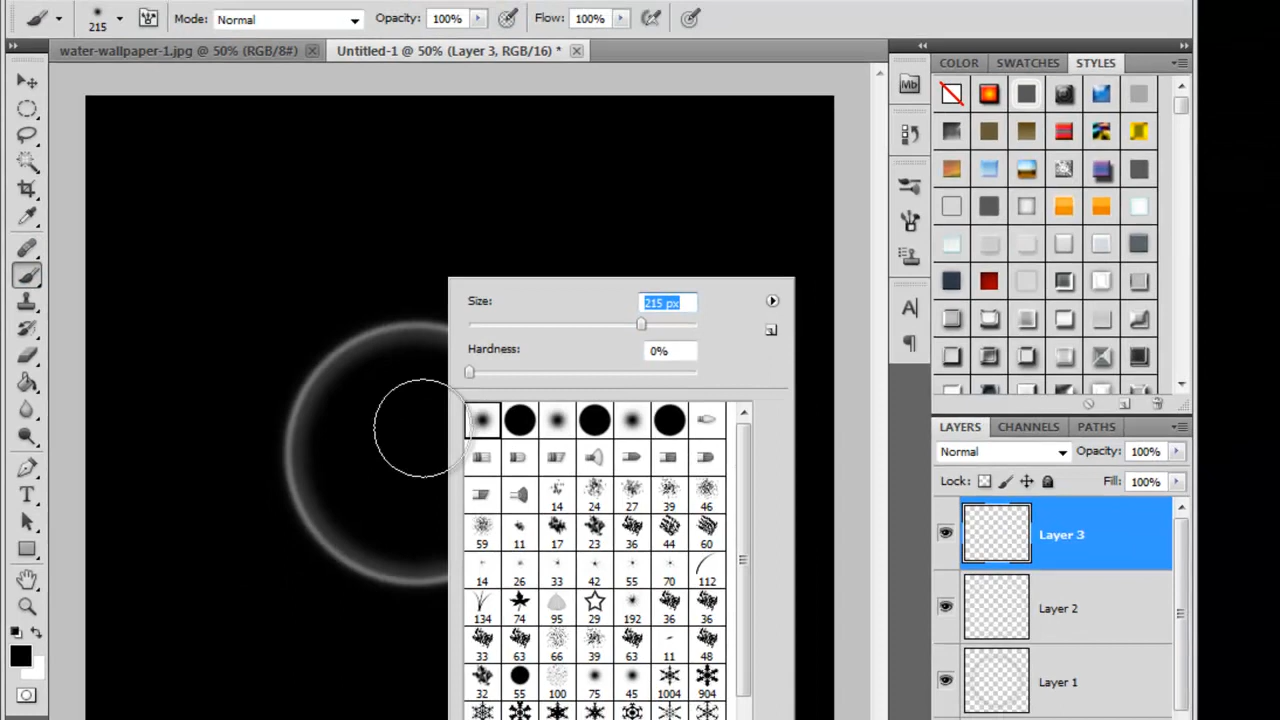 215 Mode: Normal Opacity: 100% Flow: 100%
water-wallpaper-1.jpg @ 50% (RGB/8#) Untitled-1 @ 50% (Layer 3, RGB/16) *
COLOR SWATCHES STYLES
Mb
Size: 215 px
Hardness: 0%
14 24 27 39 46
59 11 17 23 36 44 60
14 26 33 42 55 70 112
134 74 95 29 192 36 36
33 63 66 39 63 11 48
32 55 100 75 45 1004 904
LAYERS CHANNELS PATHS
Normal Opacity: 100%
Lock: Fill: 100%
Layer 3
Layer 2
Layer 1